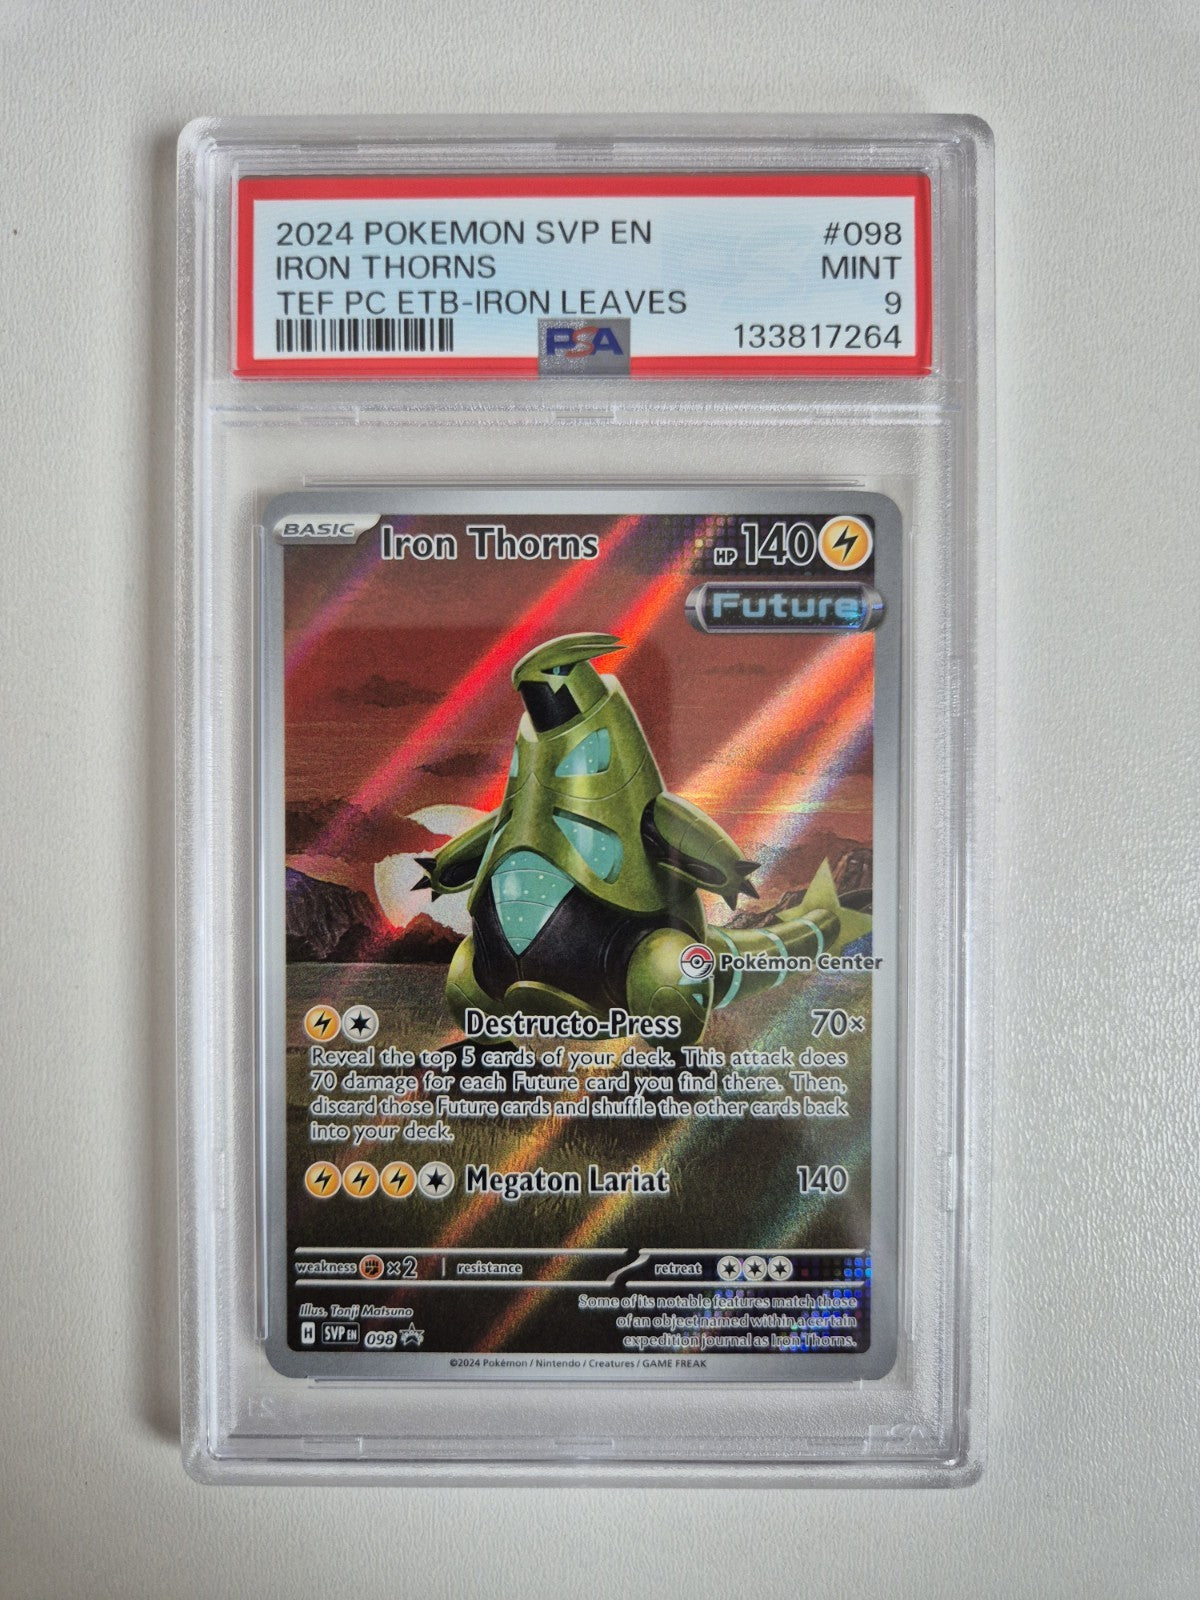 2024 POKEMON SVP EN #098
IRON THORNS MINT
TEF PC ETB-IRON LEAVES 9
PSA 133817264
BASIC Iron Thorns HP 140
Future
Pokémon Center
Destructo-Press 70×
Reveal the top 5 cards of your deck. This attack does
70 damage for each Future card you find there. Then,
discard those Future cards and shuffle the other cards back
into your deck.
Megaton Lariat 140
weakness ×2 resistance retreat
Illus. Tonji Matsuno
Some of its notable features match those
of an object named within a certain
expedition journal as Iron Thorns.
H SVP EN 098
©2024 Pokémon / Nintendo / Creatures / GAME FREAK